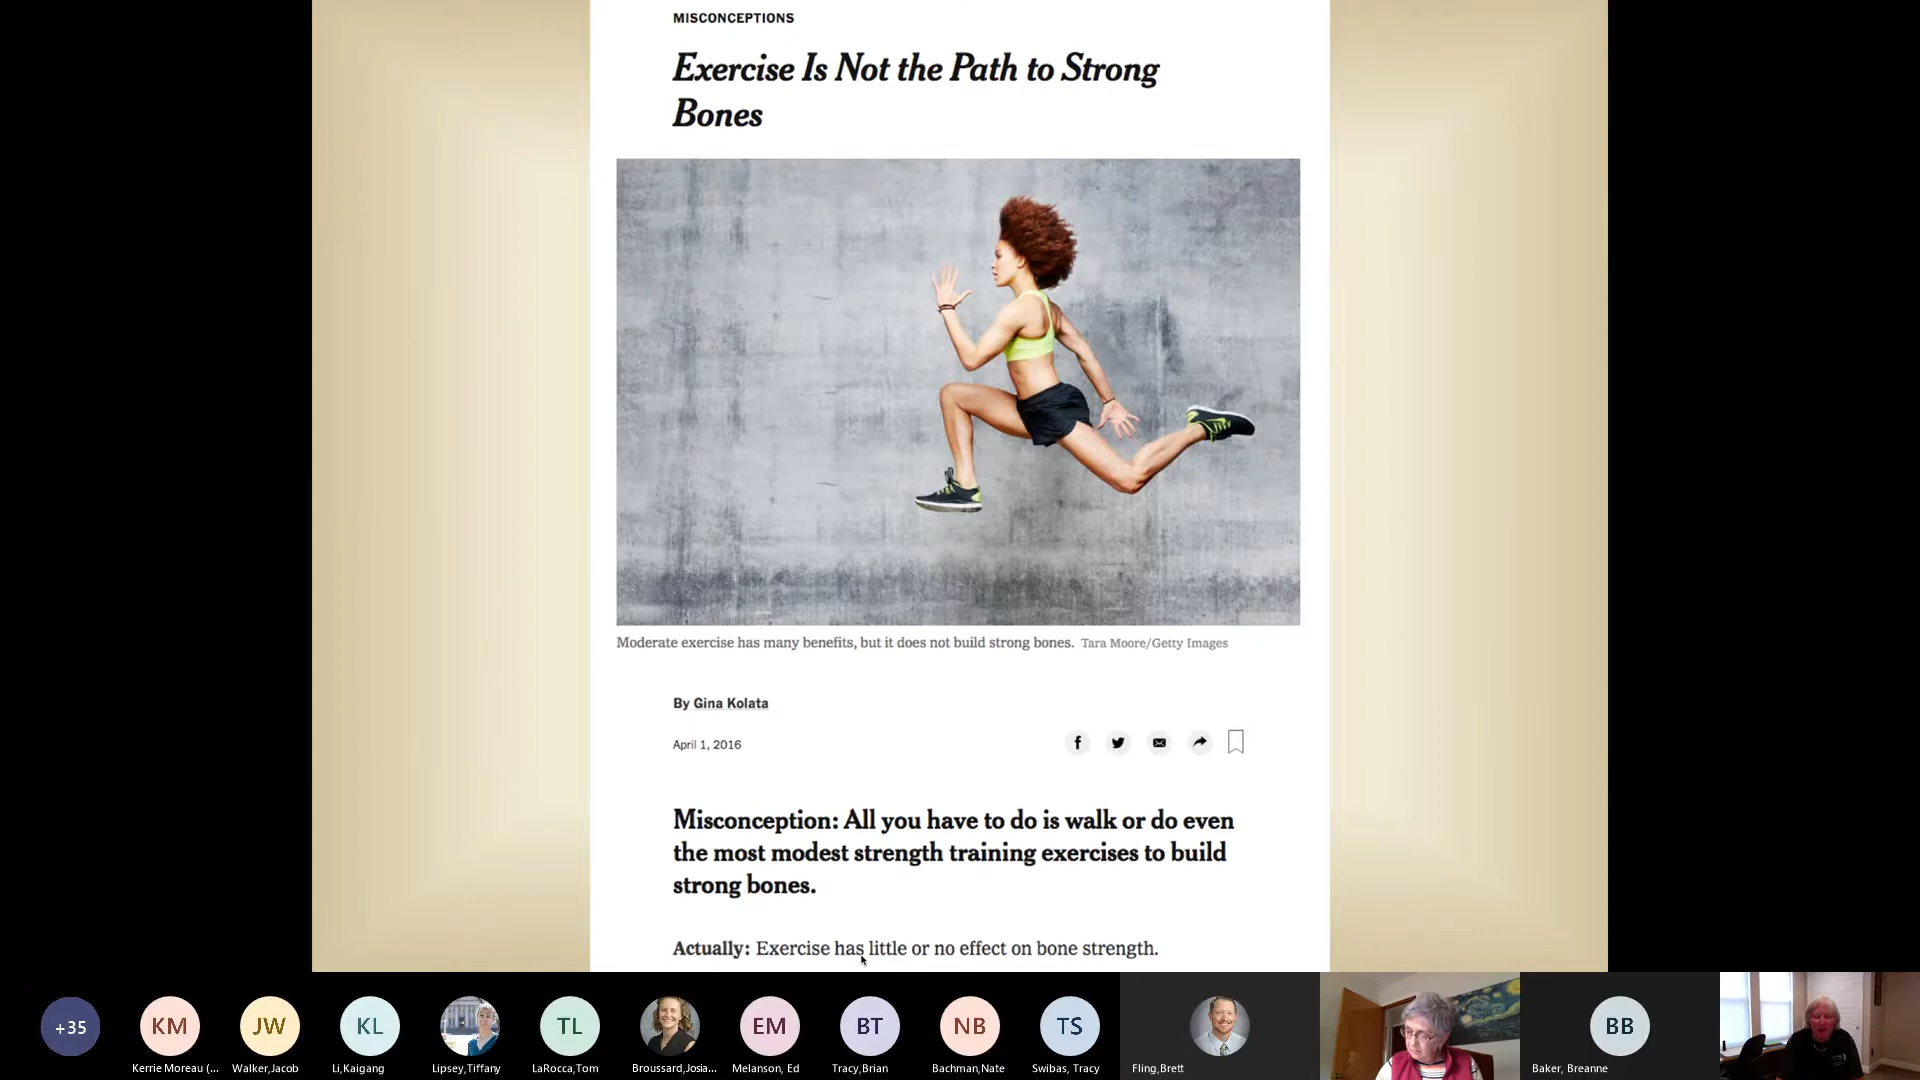 MISCONCEPTIONS
Exercise Is Not the Path to Strong
Bones
Moderate exercise has many benefits, but it does not build strong bones. Tara Moore/Getty Images
By Gina Kolata
April 1, 2016
Misconception: All you have to do is walk or do even
the most modest strength training exercises to build
strong bones.
Actually: Exercise has little or no effect on bone strength.
+35
KM
JW
KL
TL
EM
BT
NB
TS
BB
Kerrie Moreau (...
Walker,Jacob
Li,Kaigang
Lipsey,Tiffany
LaRocca,Tom
Broussard,Josia...
Melanson, Ed
Tracy,Brian
Bachman,Nate
Swibas, Tracy
Fling,Brett
Baker, Breanne